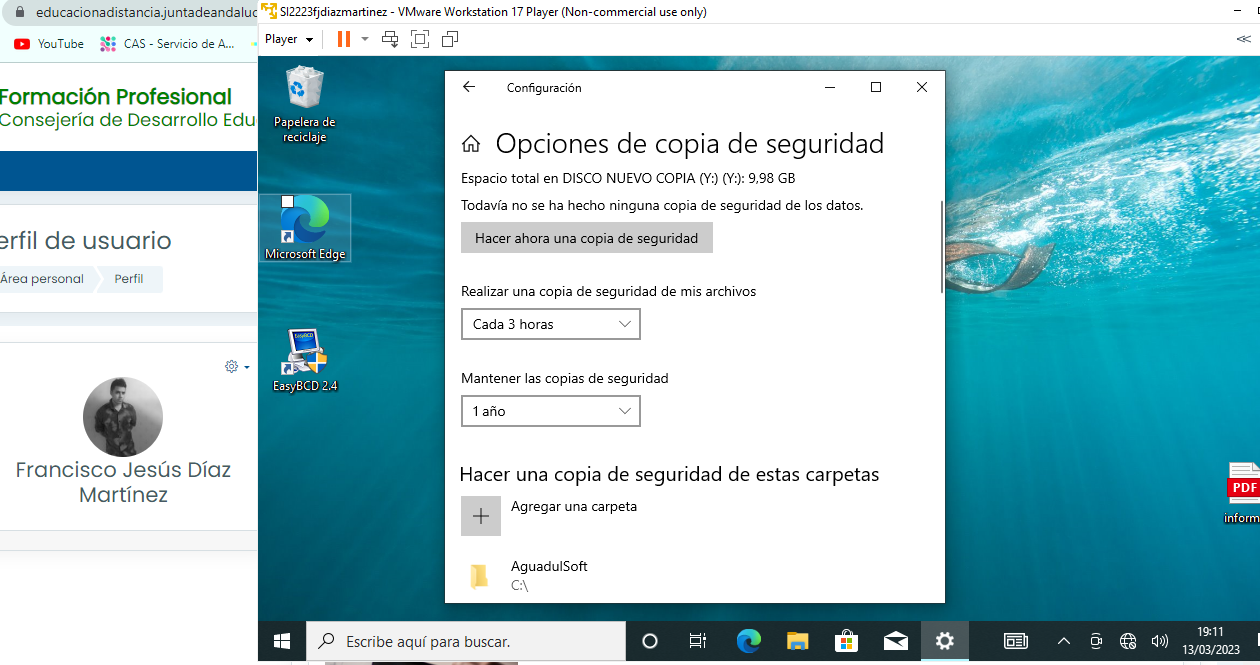 educacionadistancia.juntadeandaluc
YouTube
CAS - Servicio de A...
Formación Profesional
Consejería de Desarrollo Edu
erfil de usuario
Área personal
Perfil
Francisco Jesús Díaz
Martínez
SI2223fjdiazmartinez - VMware Workstation 17 Player (Non-commercial use only)
Player
Papelera de
reciclaje
Microsoft Edge
EasyBCD
EasyBCD 2.4
Configuración
Opciones de copia de seguridad
Espacio total en DISCO NUEVO COPIA (Y:) (Y:): 9,98 GB
Todavía no se ha hecho ninguna copia de seguridad de los datos.
Hacer ahora una copia de seguridad
Realizar una copia de seguridad de mis archivos
Cada 3 horas
Mantener las copias de seguridad
1 año
Hacer una copia de seguridad de estas carpetas
Agregar una carpeta
AguadulSoft
C:\
PDF
inform
Escribe aquí para buscar.
19:11
13/03/2023